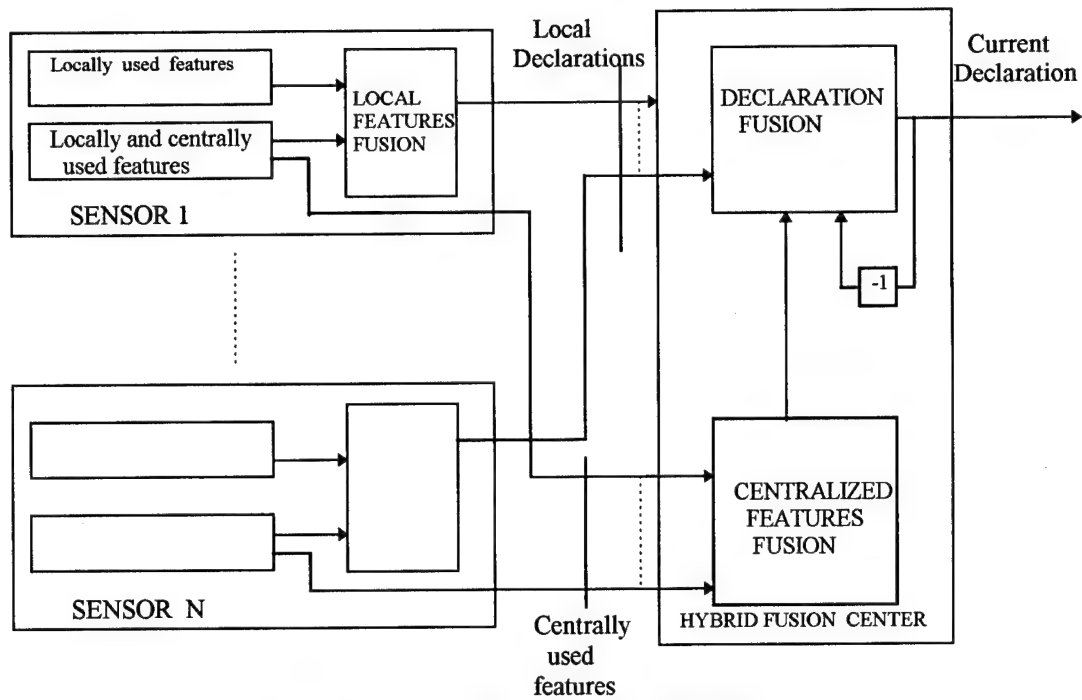 Locally used features
Locally and centrally
used features
LOCAL
FEATURES
FUSION
SENSOR 1
Local
Declarations
DECLARATION
FUSION
Current
Declaration
-1
SENSOR N
Centrally
used
features
CENTRALIZED
FEATURES
FUSION
HYBRID FUSION CENTER